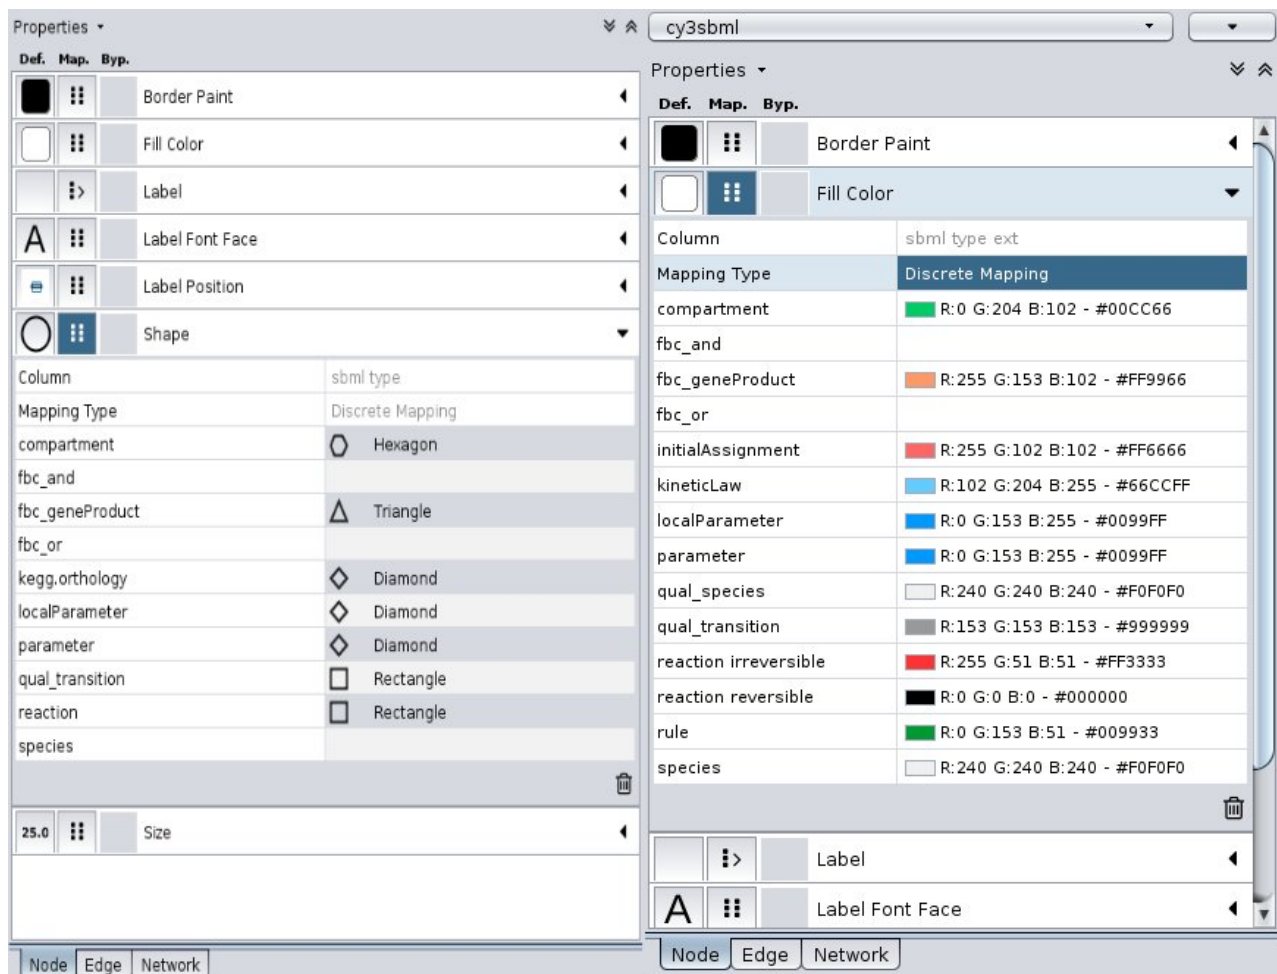 Properties
Def. Map. Byp.
Border Paint
Fill Color
Label
A Label Font Face
Label Position
Shape
Column sbml type
Mapping Type Discrete Mapping
compartment Hexagon
fbc_and
fbc_geneProduct Triangle
fbc_or
kegg.orthology Diamond
localParameter Diamond
parameter Diamond
qual_transition Rectangle
reaction Rectangle
species
25.0 Size
Node Edge Network
cy3sbml
Properties
Def. Map. Byp.
Border Paint
Fill Color
Column sbml type ext
Mapping Type Discrete Mapping
compartment R:0 G:204 B:102 - #00CC66
fbc_and
fbc_geneProduct R:255 G:153 B:102 - #FF9966
fbc_or
initialAssignment R:255 G:102 B:102 - #FF6666
kineticLaw R:102 G:204 B:255 - #66CCFF
localParameter R:0 G:153 B:255 - #0099FF
parameter R:0 G:153 B:255 - #0099FF
qual_species R:240 G:240 B:240 - #F0F0F0
qual_transition R:153 G:153 B:153 - #999999
reaction irreversible R:255 G:51 B:51 - #FF3333
reaction reversible R:0 G:0 B:0 - #000000
rule R:0 G:153 B:51 - #009933
species R:240 G:240 B:240 - #F0F0F0
Label
A Label Font Face
Node Edge Network